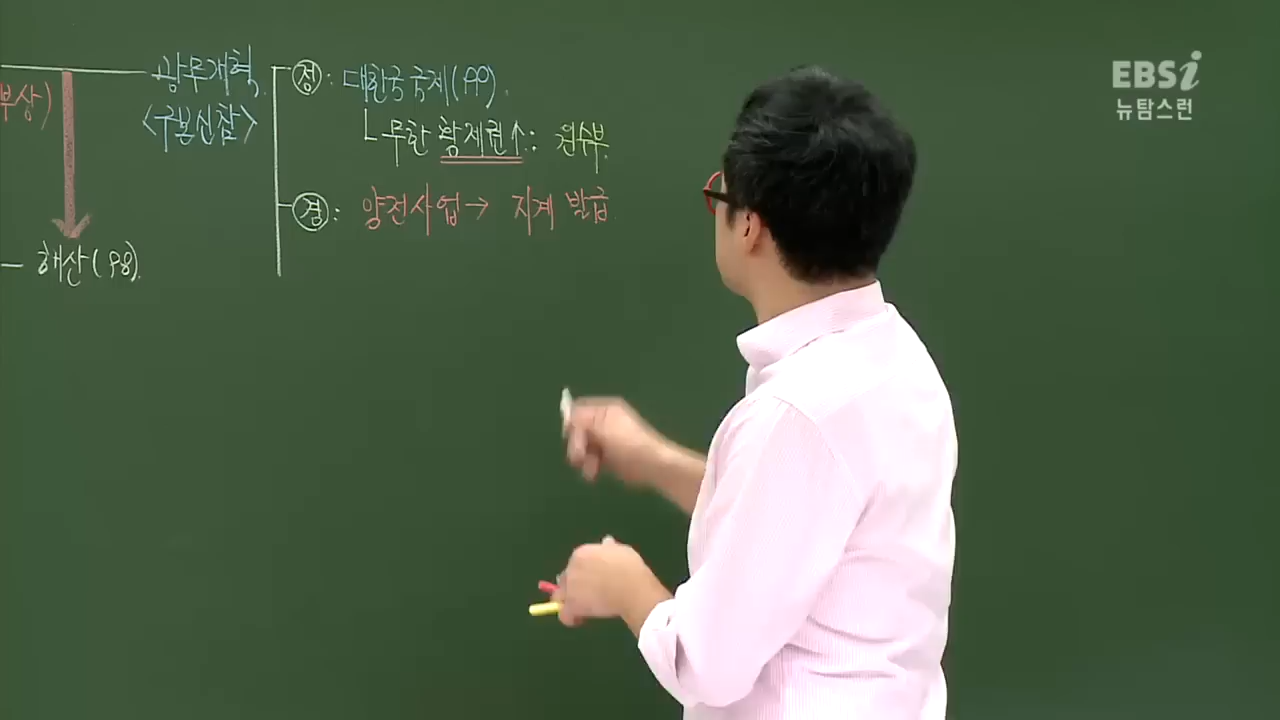 부상)
광무개혁
<구본신참>
해산(98).
정: 대한국 국제(99).
무한 황제권↑: 원수부
경: 양전사업→ 지계 발급
EBSi
뉴탐스런